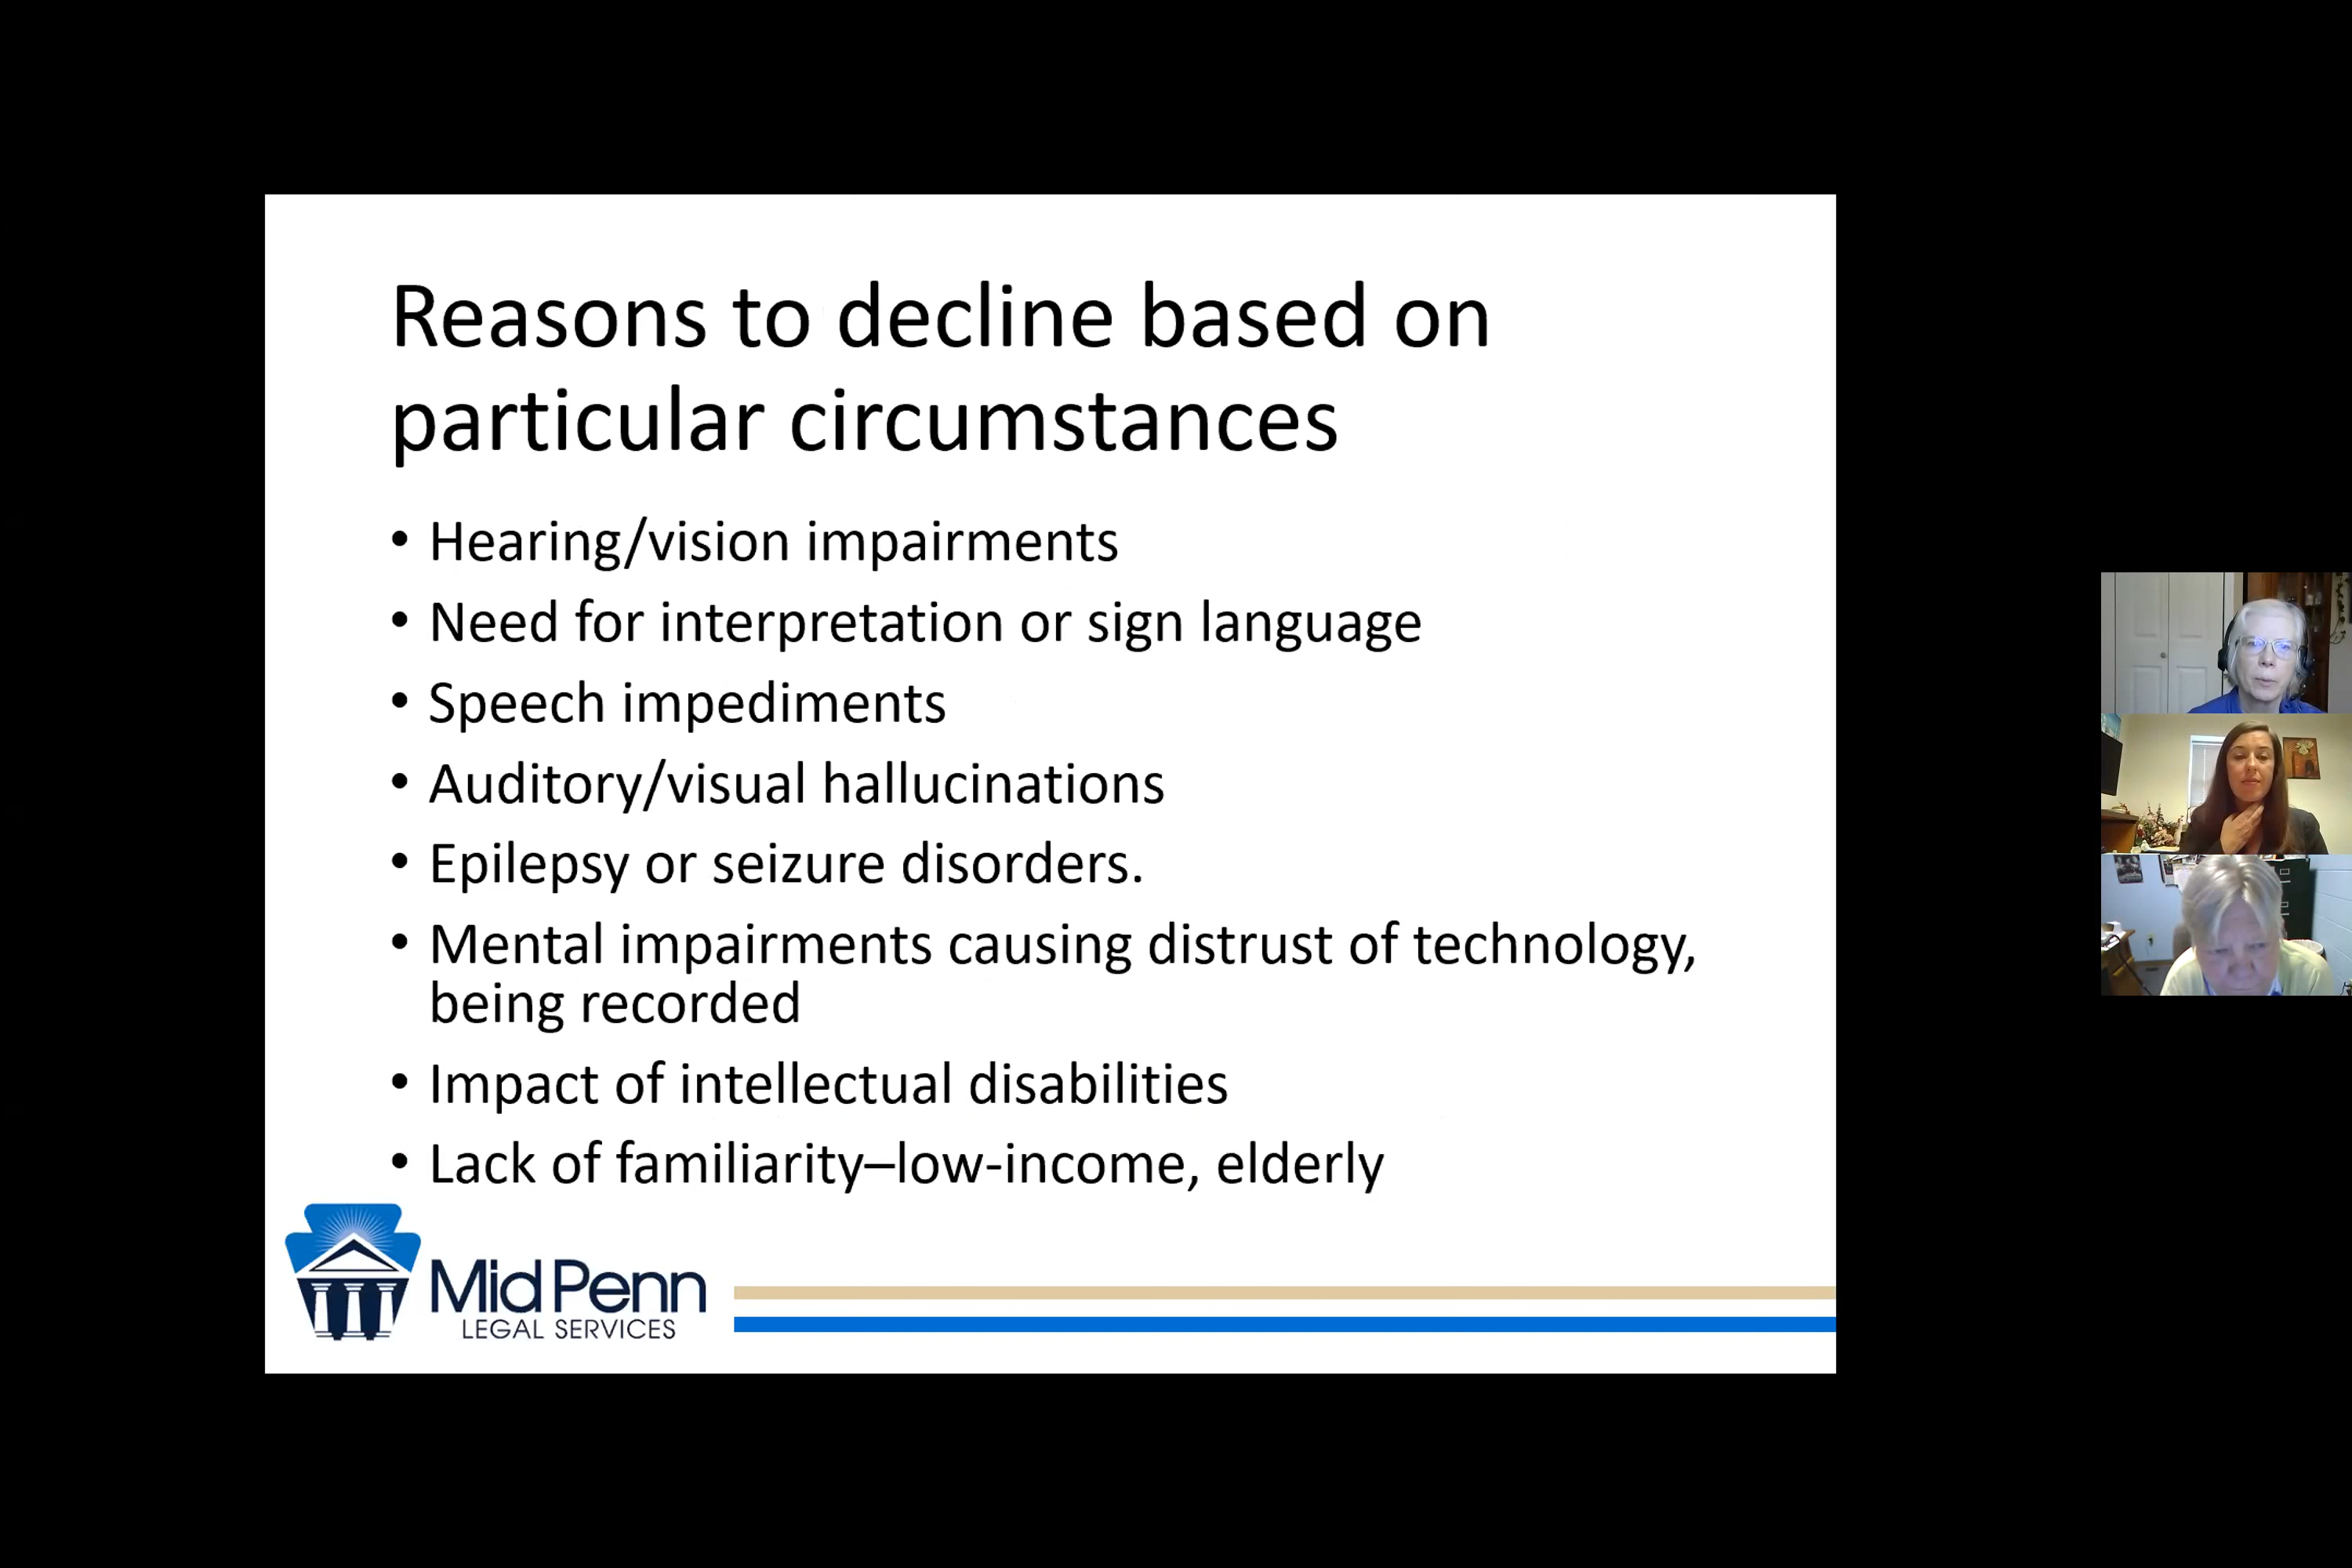 Reasons to decline based on
particular circumstances
• Hearing/vision impairments
• Need for interpretation or sign language
• Speech impediments
• Auditory/visual hallucinations
• Epilepsy or seizure disorders.
• Mental impairments causing distrust of technology,
being recorded
• Impact of intellectual disabilities
• Lack of familiarity–low-income, elderly
MidPenn
LEGAL SERVICES